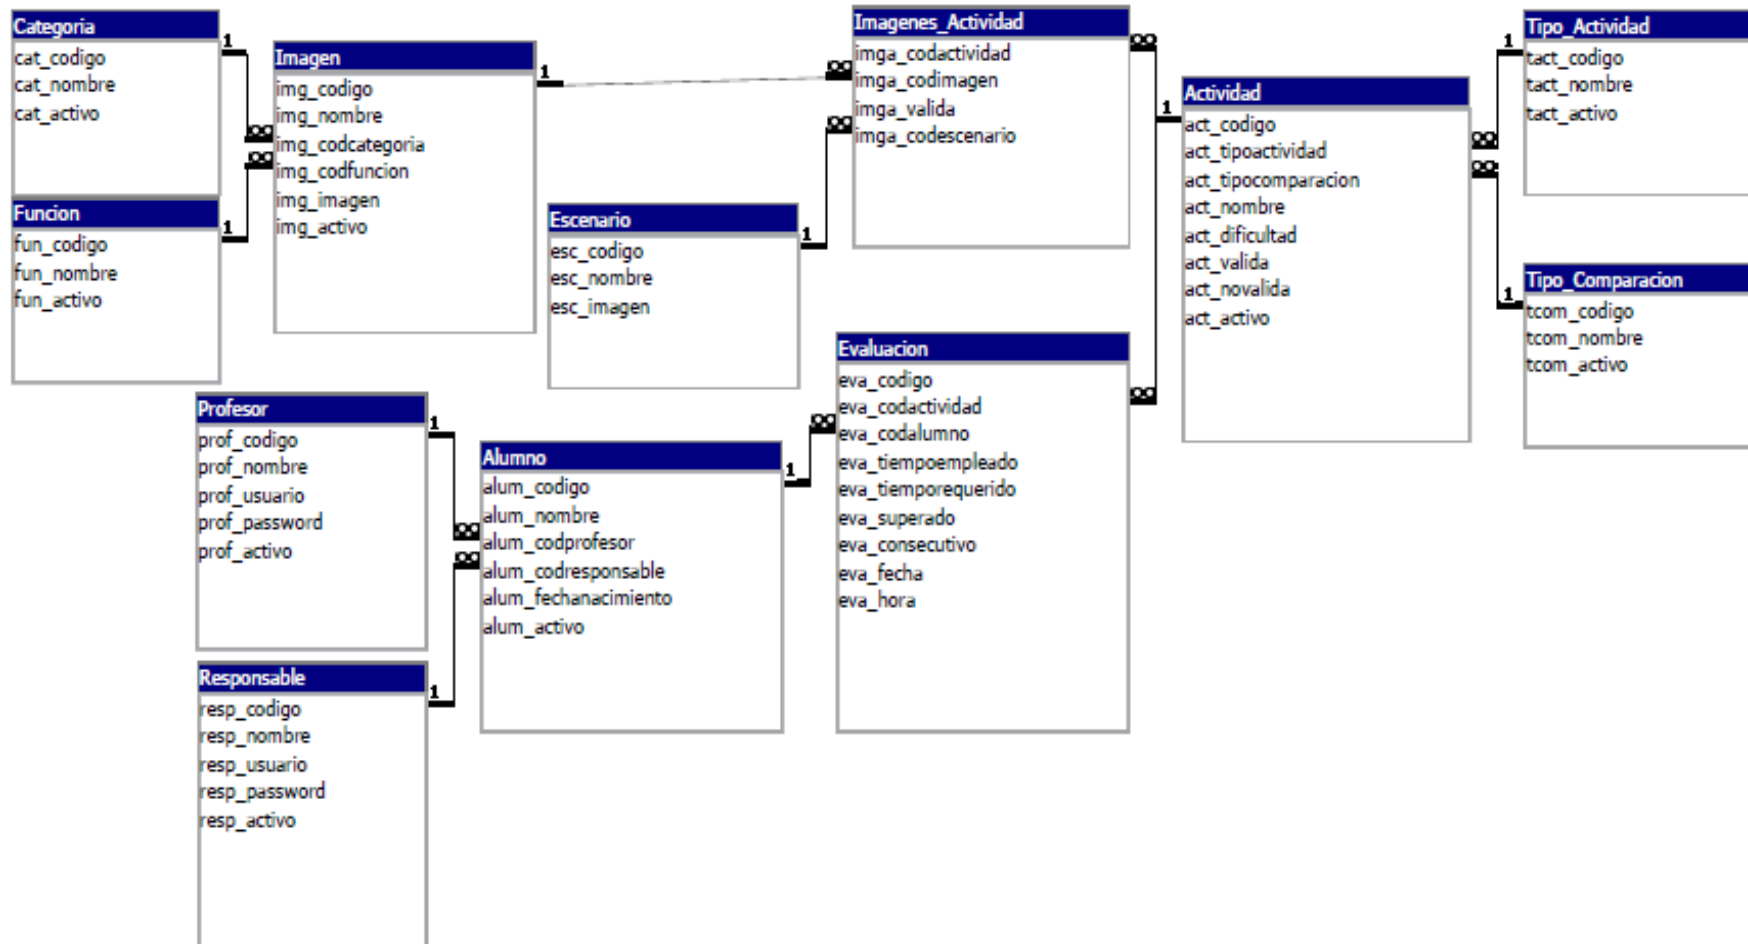 Categoria
cat_codigo
cat_nombre
cat_activo
1
Funcion
fun_codigo
fun_nombre
fun_activo
1
Imagen
img_codigo
img_nombre
img_codcategoria
img_codfuncion
img_imagen
img_activo
1
Escenario
esc_codigo
esc_nombre
esc_imagen
1
Imagenes_Actividad
imga_codactividad
imga_codimagen
imga_valida
imga_codescenario
Actividad
1
act_codigo
act_tipoactividad
act_tipocomparacion
act_nombre
act_dificultad
act_valida
act_novalida
act_activo
Tipo_Actividad
1
tact_codigo
tact_nombre
tact_activo
Tipo_Comparacion
1
tcom_codigo
tcom_nombre
tcom_activo
Profesor
prof_codigo
prof_nombre
prof_usuario
prof_password
prof_activo
1
Responsable
resp_codigo
resp_nombre
resp_usuario
resp_password
resp_activo
1
Alumno
alum_codigo
alum_nombre
alum_codprofesor
alum_codresponsable
alum_fechanacimiento
alum_activo
1
Evaluacion
eva_codigo
eva_codactividad
eva_codalumno
eva_tiempoempleado
eva_tiemporequerido
eva_superado
eva_consecutivo
eva_fecha
eva_hora